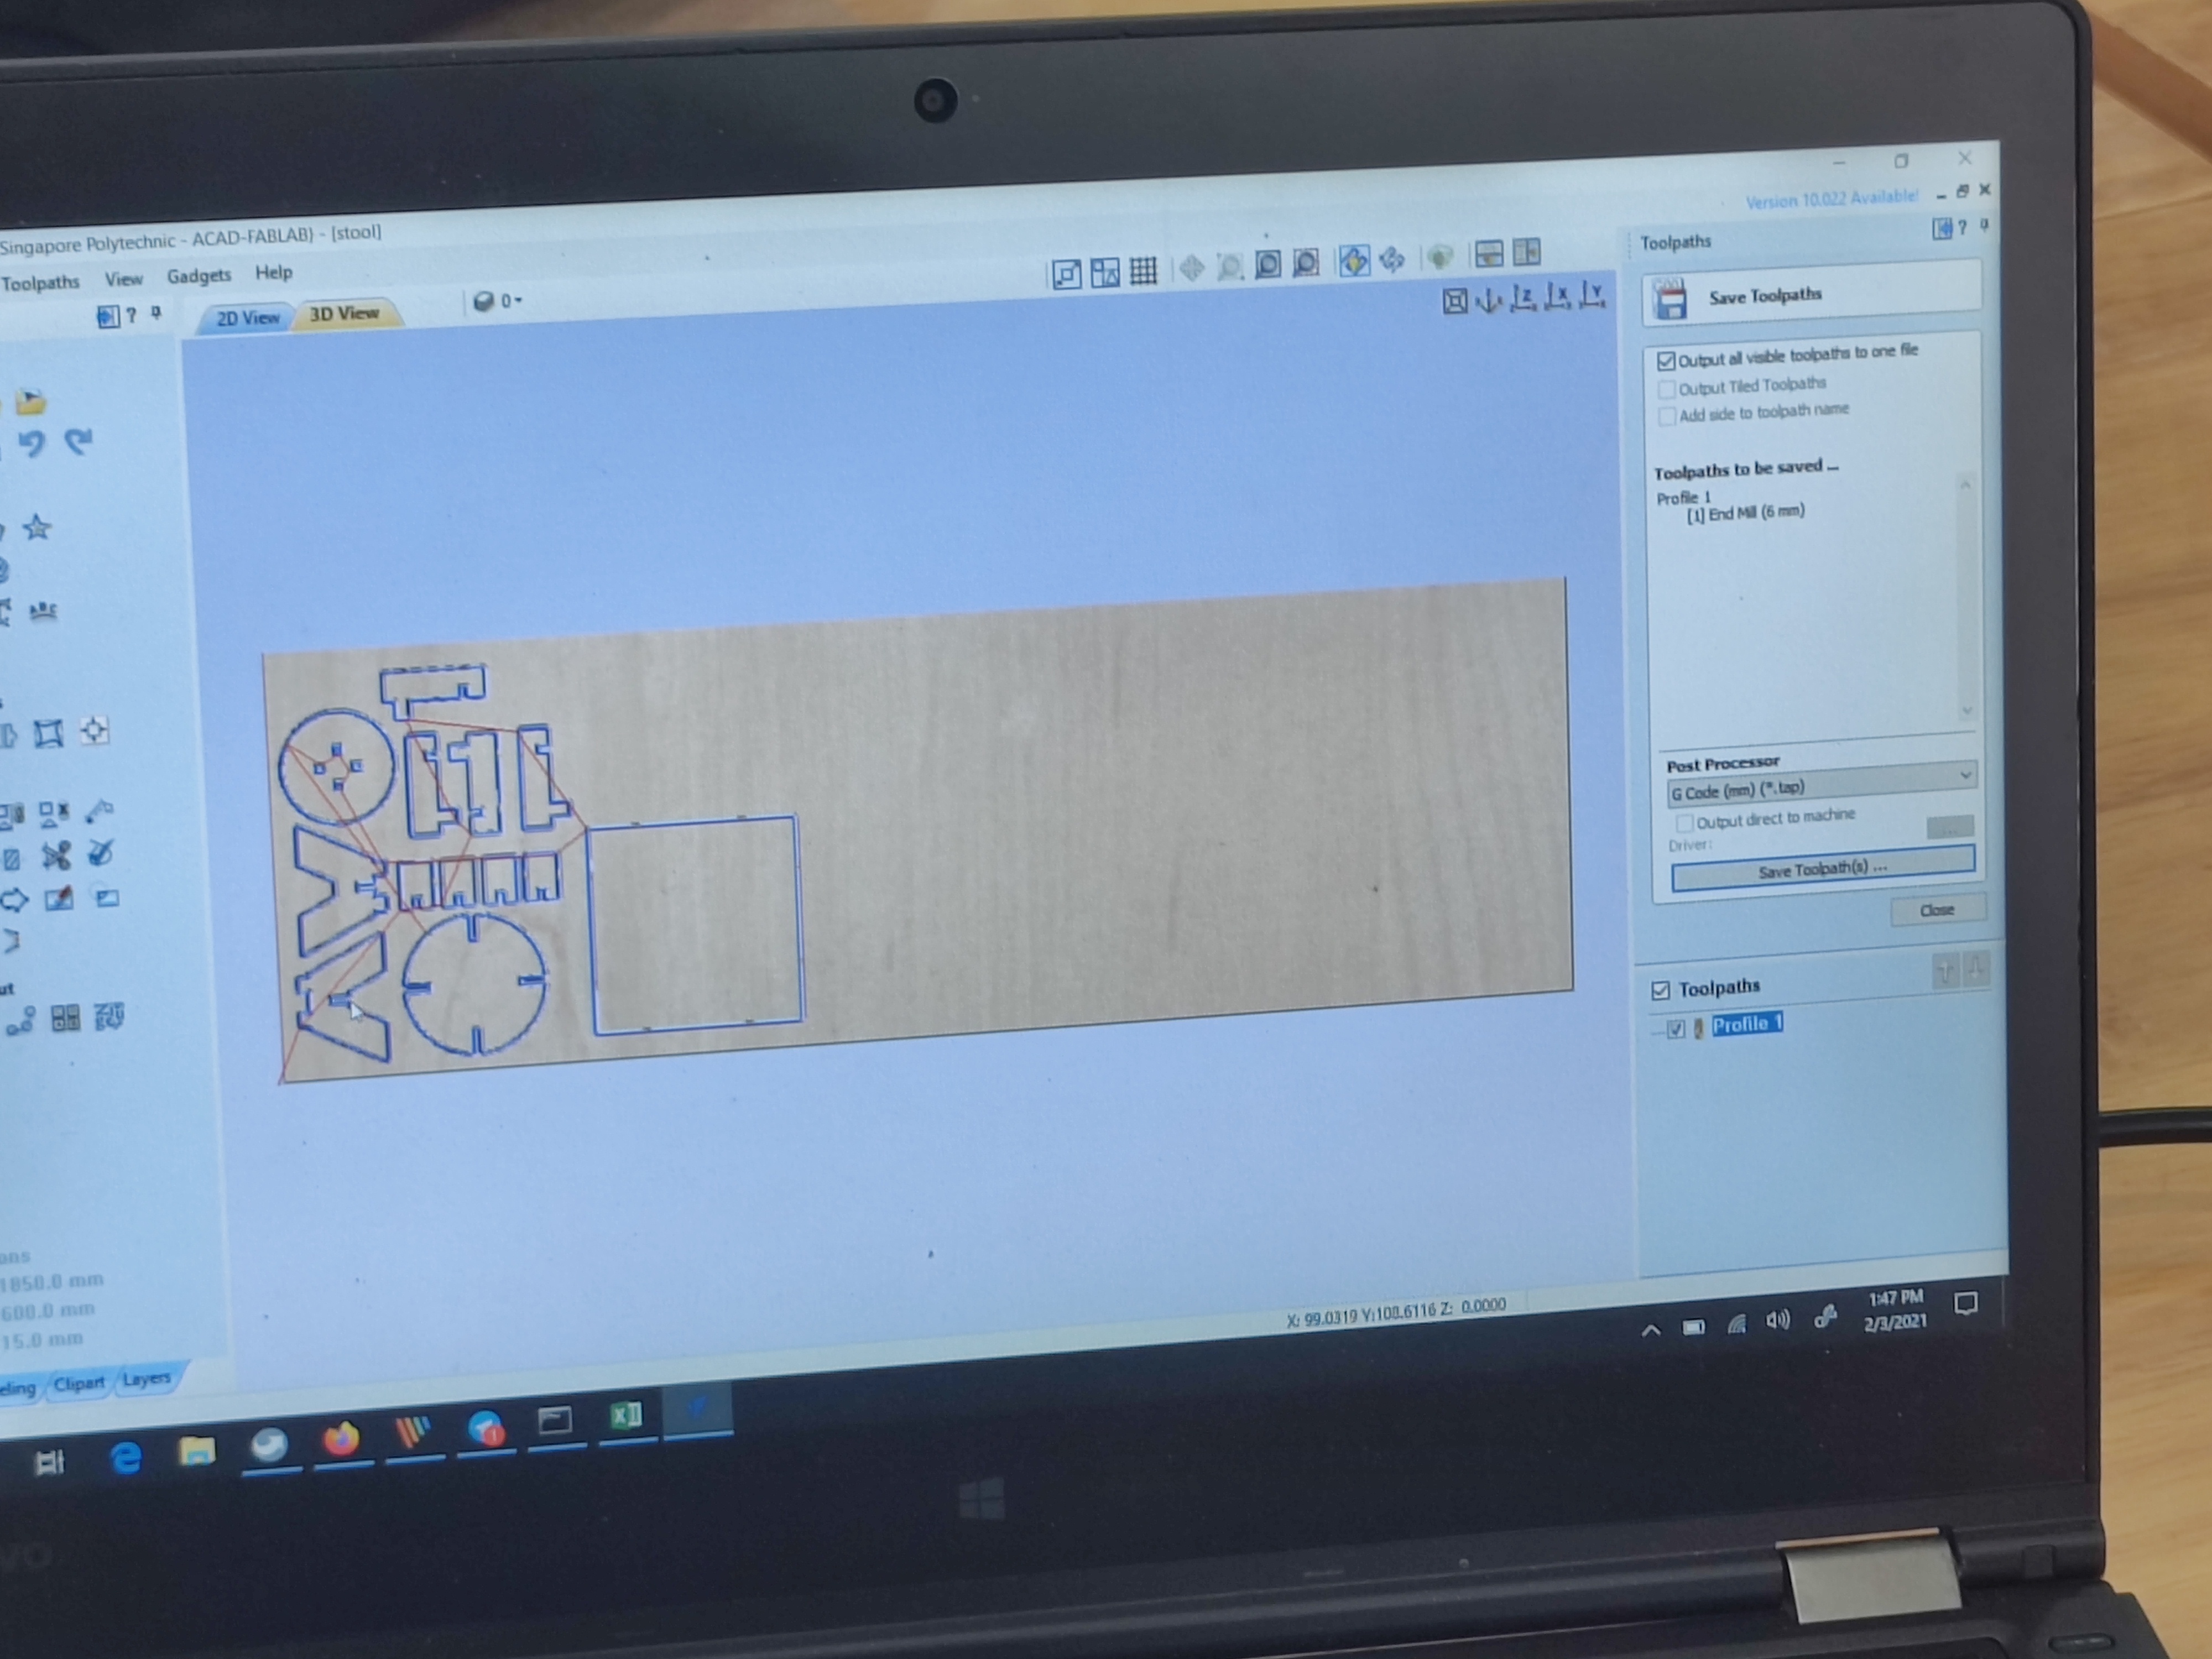 Singapore Polytechnic - ACAD-FABLAB) - [stool]
Version 10.022 Available!
Toolpaths View Gadgets Help
2D View
3D View
0
Z X Y
Toolpaths
Save Toolpaths
Output all visible toolpaths to one file
Output Tiled Toolpaths
Add side to toolpath name
Toolpaths to be saved ...
Profile 1
[1] End Mill (6 mm)
Post Processor
G Code (mm) (*.tap)
Output direct to machine
Driver:
...
Save Toolpath(s) ...
Close
Toolpaths
Profile 1
ABC
ut
ans
1850.0 mm
600.0 mm
15.0 mm
eling Clipart Layers
X: 99.0319 Y:108.6116 Z: 0.0000
1:47 PM
2/3/2021
1